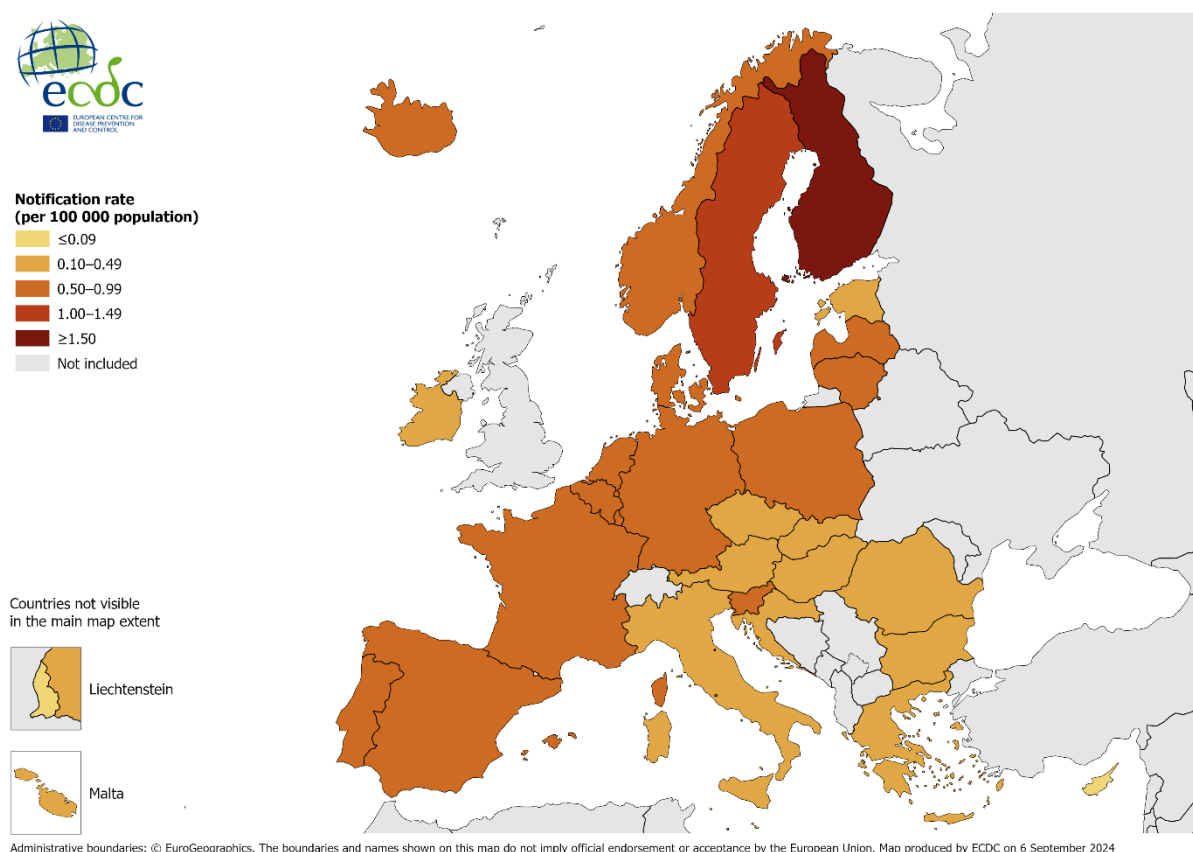 ecdc
EUROPEAN CENTRE FOR
DISEASE PREVENTION
AND CONTROL
Notification rate
(per 100 000 population)
≤0.09
0.10–0.49
0.50–0.99
1.00–1.49
≥1.50
Not included
Countries not visible
in the main map extent
Liechtenstein
Malta
Administrative boundaries: © EuroGeographics. The boundaries and names shown on this map do not imply official endorsement or acceptance by the European Union. Map produced by ECDC on 6 September 2024